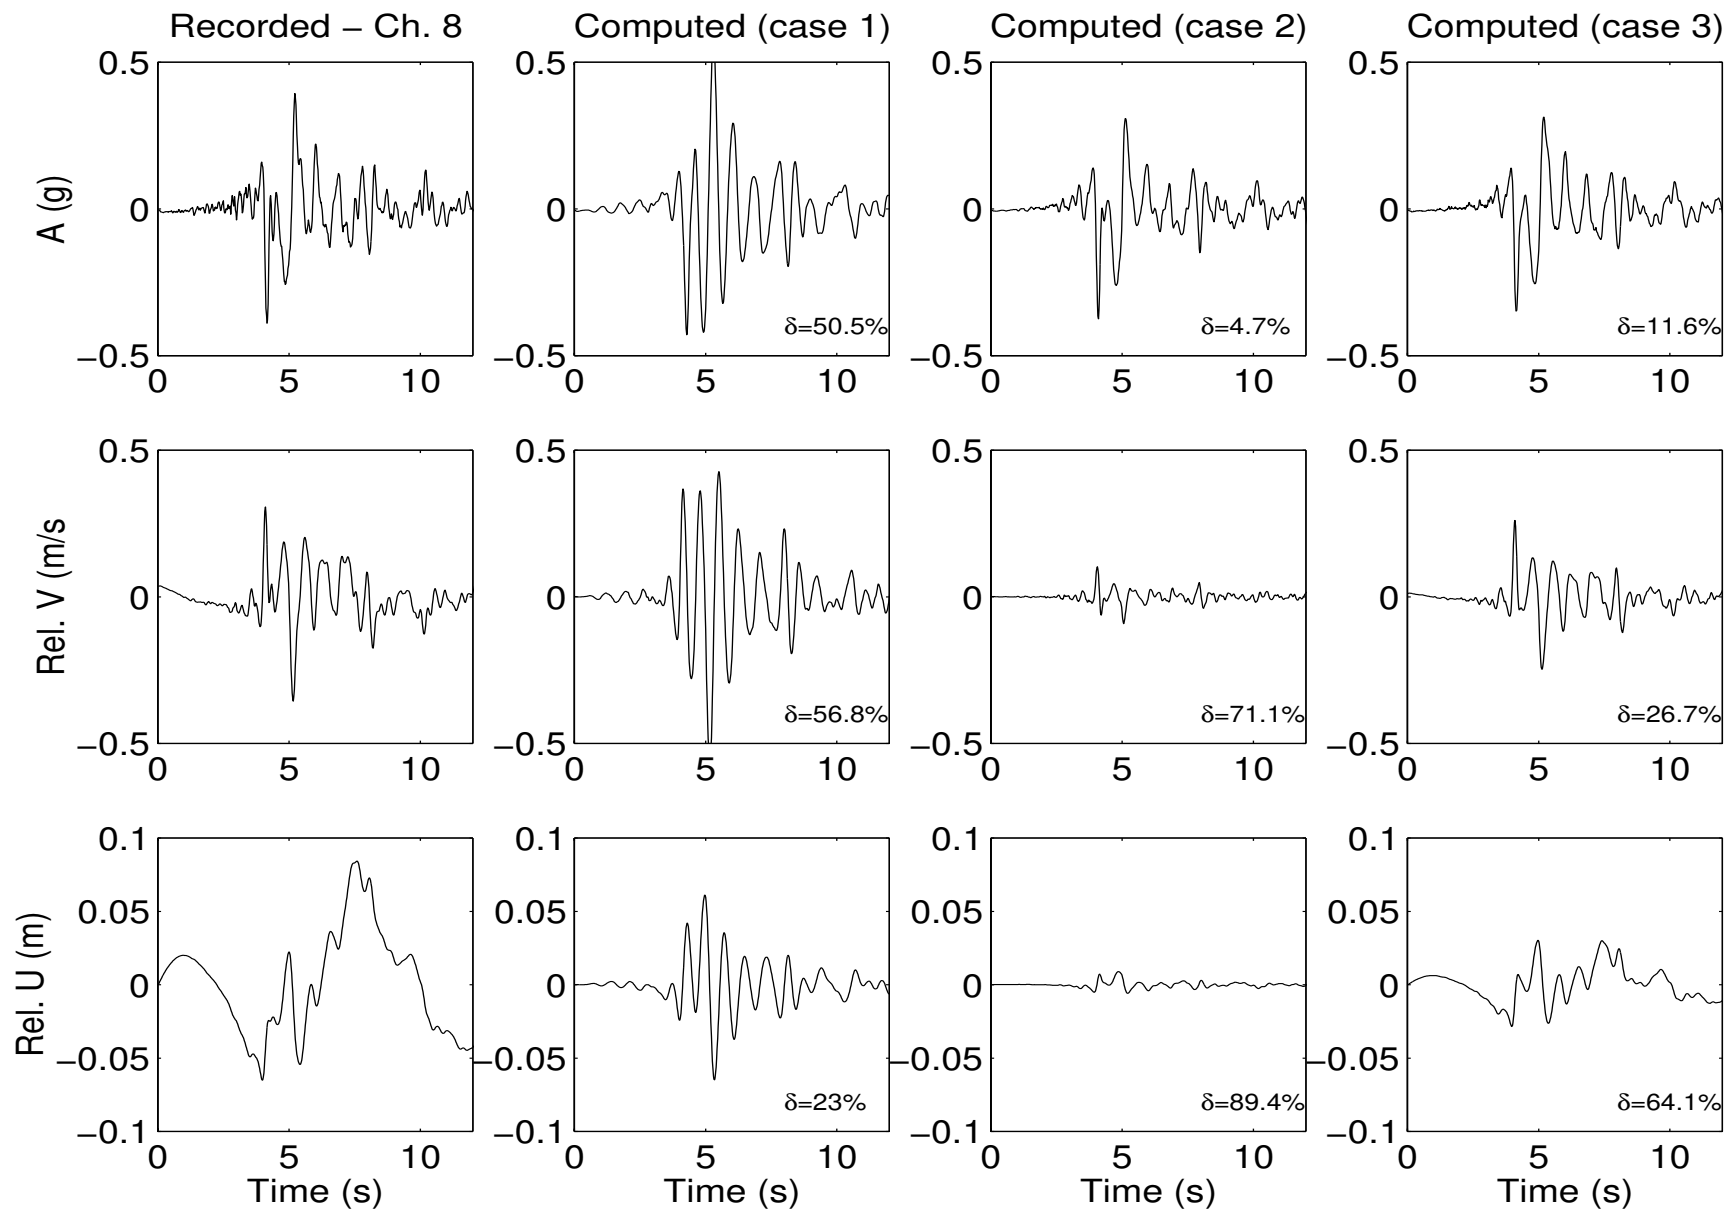 Recorded − Ch. 8
Computed (case 1)
Computed (case 2)
Computed (case 3)
A (g)
0.5
0
−0.5
0 5 10
0.5
0
−0.5
0 5 10
δ=50.5%
0.5
0
−0.5
0 5 10
δ=4.7%
0.5
0
−0.5
0 5 10
δ=11.6%
Rel. V (m/s
0.5
0
−0.5
0 5 10
0.5
0
−0.5
0 5 10
δ=56.8%
0.5
0
−0.5
0 5 10
δ=71.1%
0.5
0
−0.5
0 5 10
δ=26.7%
Rel. U (m)
0.1
0.05
0
−0.05
−0.1
0 5 10
Time (s)
0.1
0.05
0
−0.05
−0.1
0 5 10
δ=23%
Time (s)
0.1
0.05
0
−0.05
−0.1
0 5 10
δ=89.4%
Time (s)
0.1
0.05
0
−0.05
−0.1
0 5 10
δ=64.1%
Time (s)